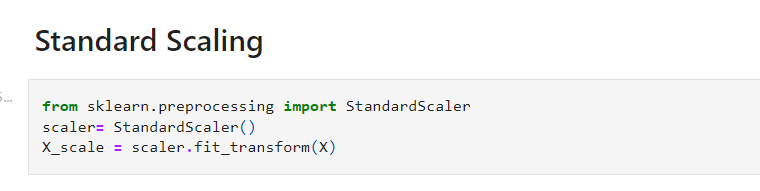 Standard Scaling
from sklearn.preprocessing import StandardScaler
scaler= StandardScaler()
X_scale = scaler.fit_transform(X)